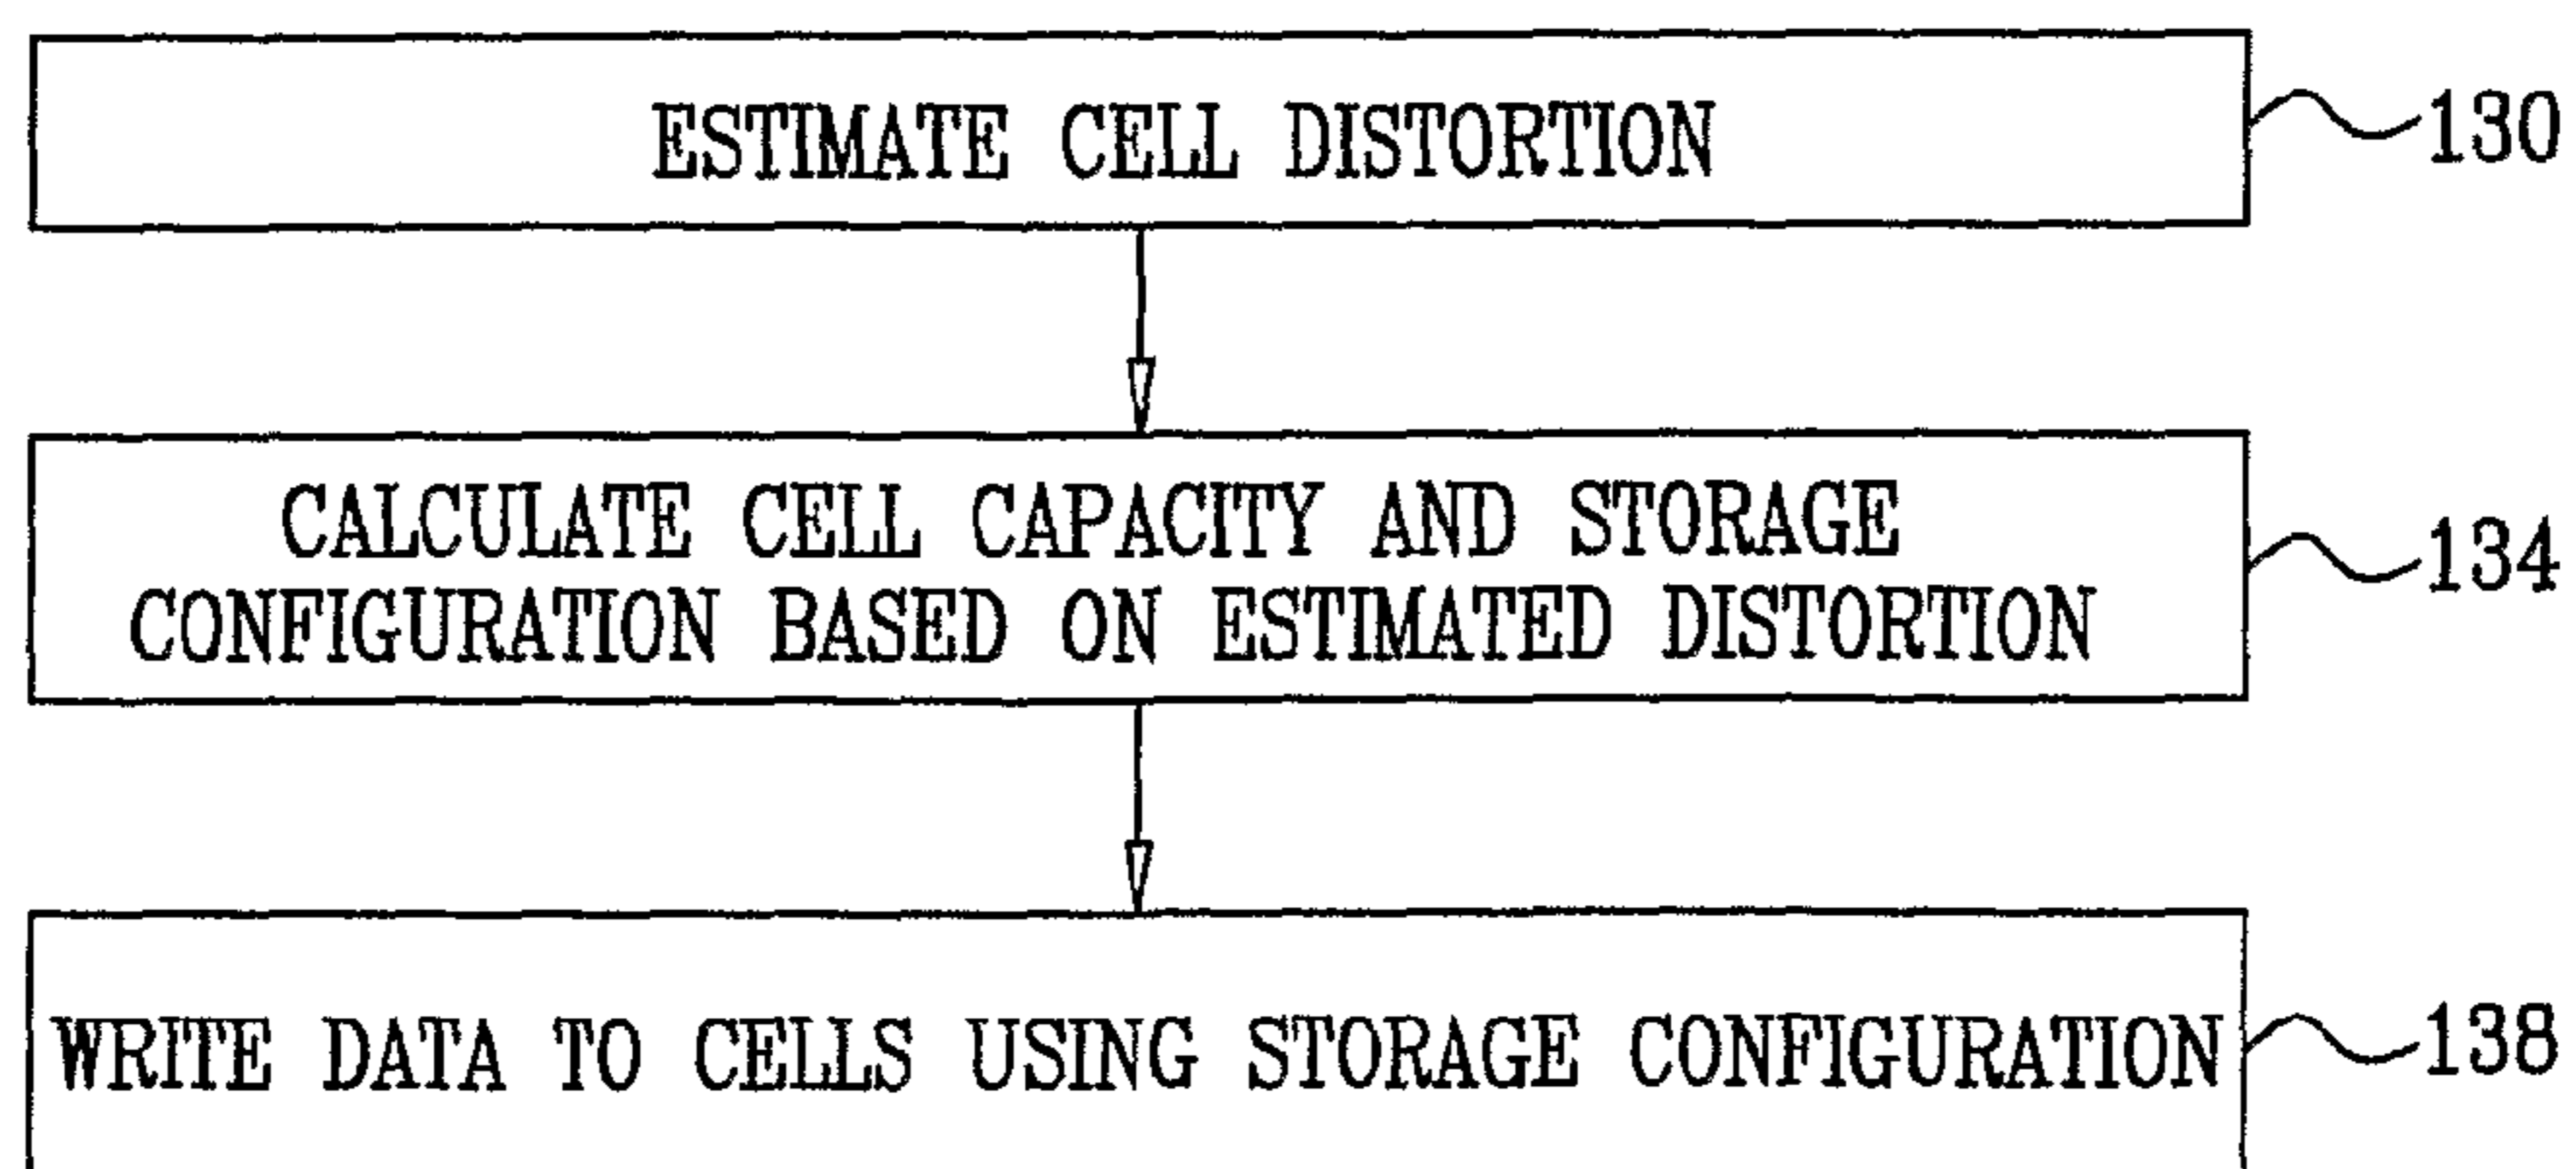 ESTIMATE CELL DISTORTION
130
CALCULATE CELL CAPACITY AND STORAGE
CONFIGURATION BASED ON ESTIMATED DISTORTION
134
WRITE DATA TO CELLS USING STORAGE CONFIGURATION
138